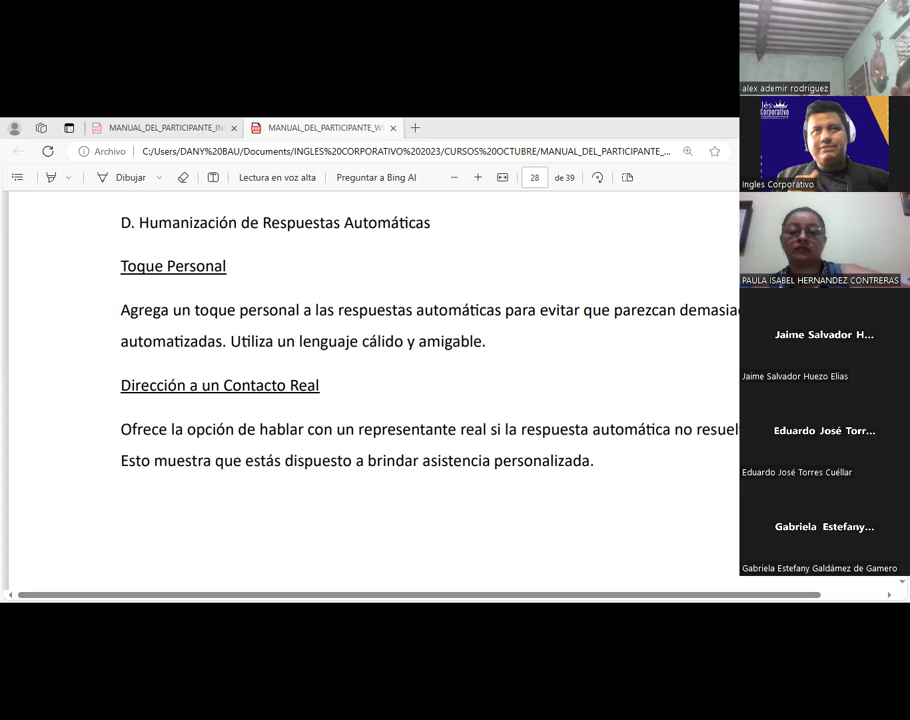 MANUAL_DEL_PARTICIPANTE_IN
MANUAL_DEL_PARTICIPANTE_W
Archivo
C:/Users/DANY%20BAU/Documents/INGLES%20CORPORATIVO%202023/CURSOS%20OCTUBRE/MANUAL_DEL_PARTICIPANTE_...
Dibujar
Lectura en voz alta
Preguntar a Bing AI
28
de 39
D. Humanización de Respuestas Automáticas
Toque Personal
Agrega un toque personal a las respuestas automáticas para evitar que parezcan demasiad
automatizadas. Utiliza un lenguaje cálido y amigable.
Dirección a un Contacto Real
Ofrece la opción de hablar con un representante real si la respuesta automática no resuel
Esto muestra que estás dispuesto a brindar asistencia personalizada.
alex ademir rodriguez
Corporativo
Ingles Corporativo
PAULA ISABEL HERNANDEZ CONTRERAS
Jaime Salvador H...
Jaime Salvador Huezo Elias
Eduardo José Torr...
Eduardo José Torres Cuéllar
Gabriela Estefany...
Gabriela Estefany Galdámez de Gamero